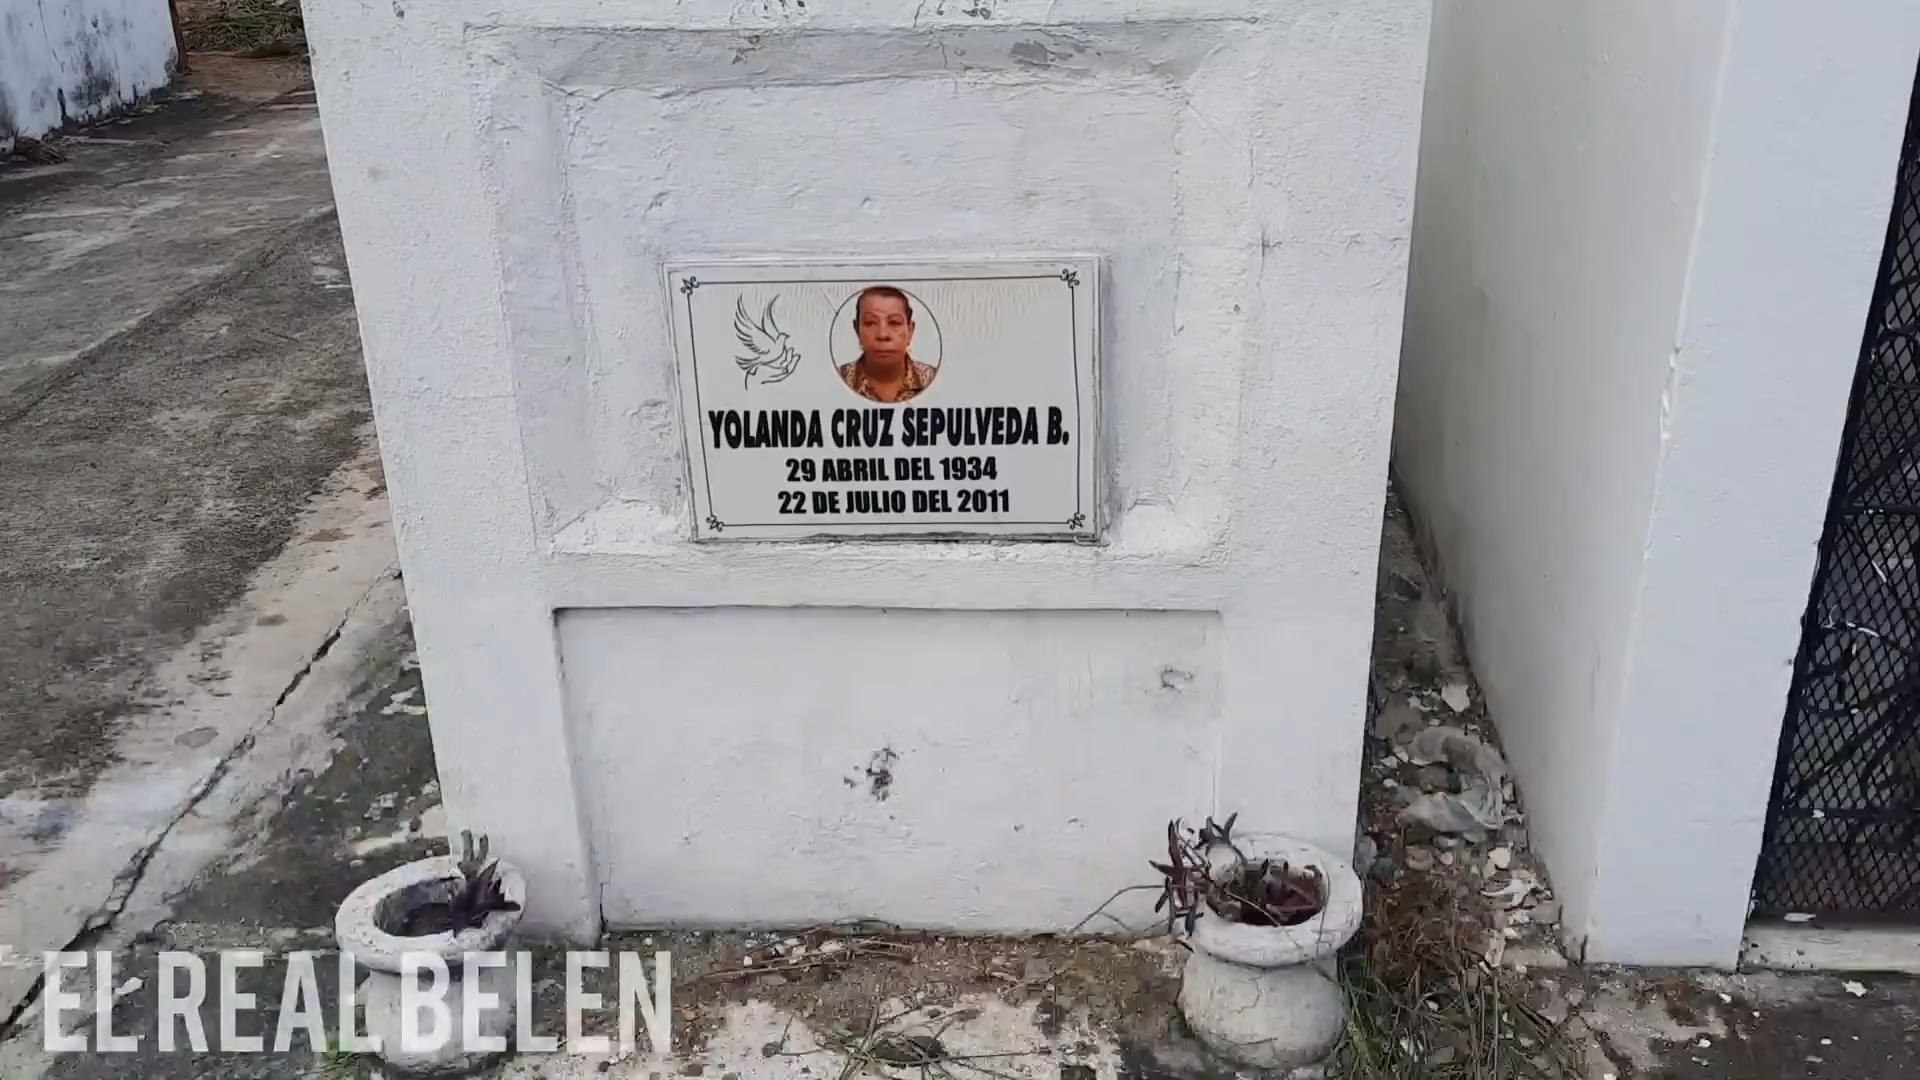 YOLANDA CRUZ SEPULVEDA B.
29 ABRIL DEL 1934
22 DE JULIO DEL 2011
EL REAL BELEN